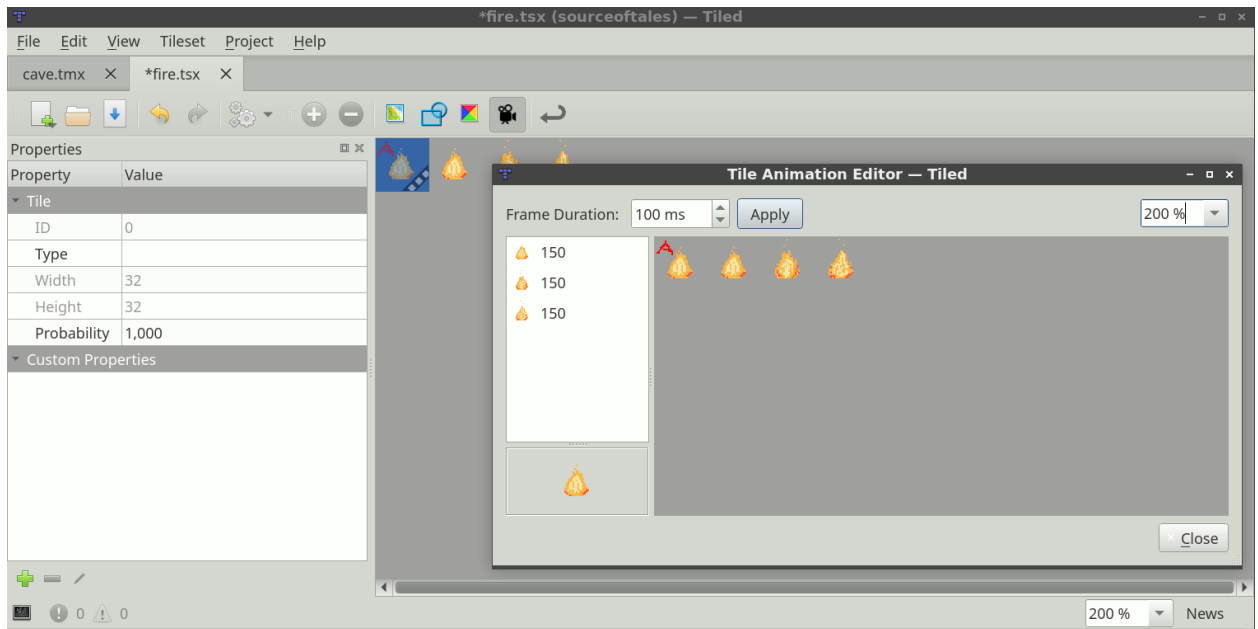 *fire.tsx (sourceoftales) — Tiled
File Edit View Tileset Project Help
cave.tmx *fire.tsx
Properties
Property Value
Tile
ID 0
Type
Width 32
Height 32
Probability 1,000
Custom Properties
Tile Animation Editor — Tiled
Frame Duration: 100 ms Apply 200 %
150
150
150
Close
0 0 200 % News